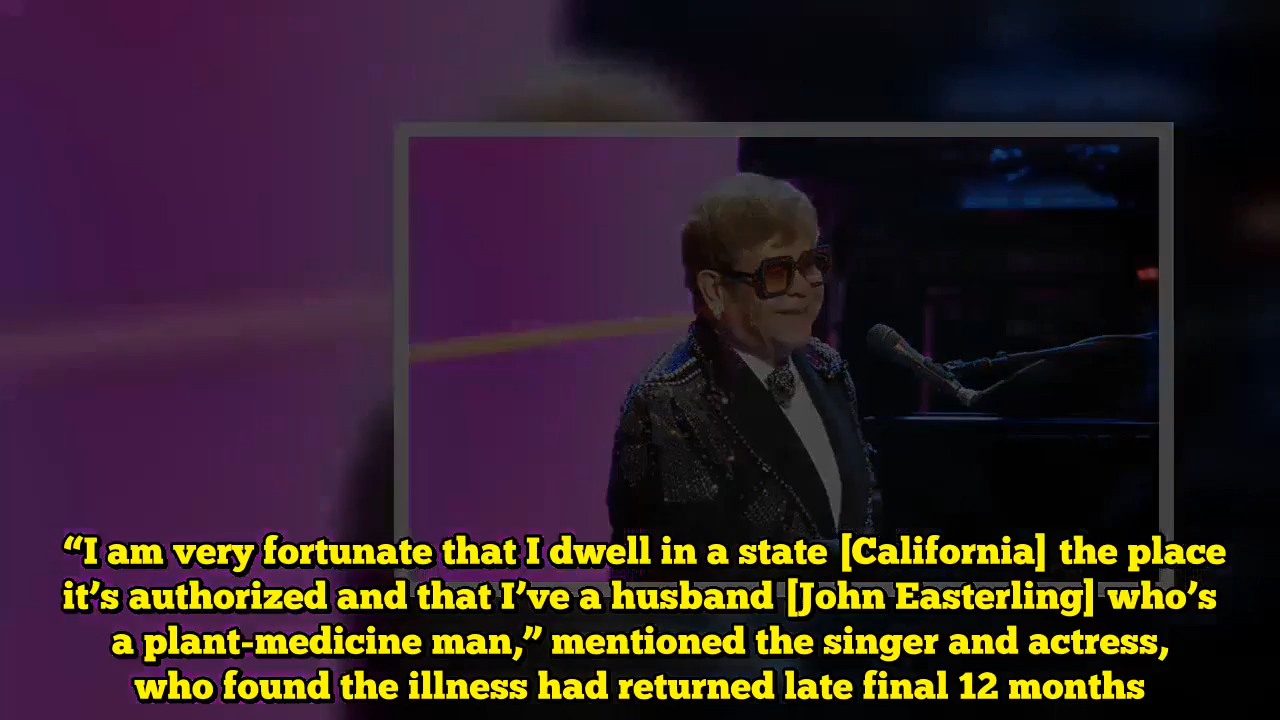 “I am very fortunate that I dwell in a state [California] the place
it’s authorized and that I’ve a husband [John Easterling] who’s
a plant-medicine man,” mentioned the singer and actress,
who found the illness had returned late final 12 months